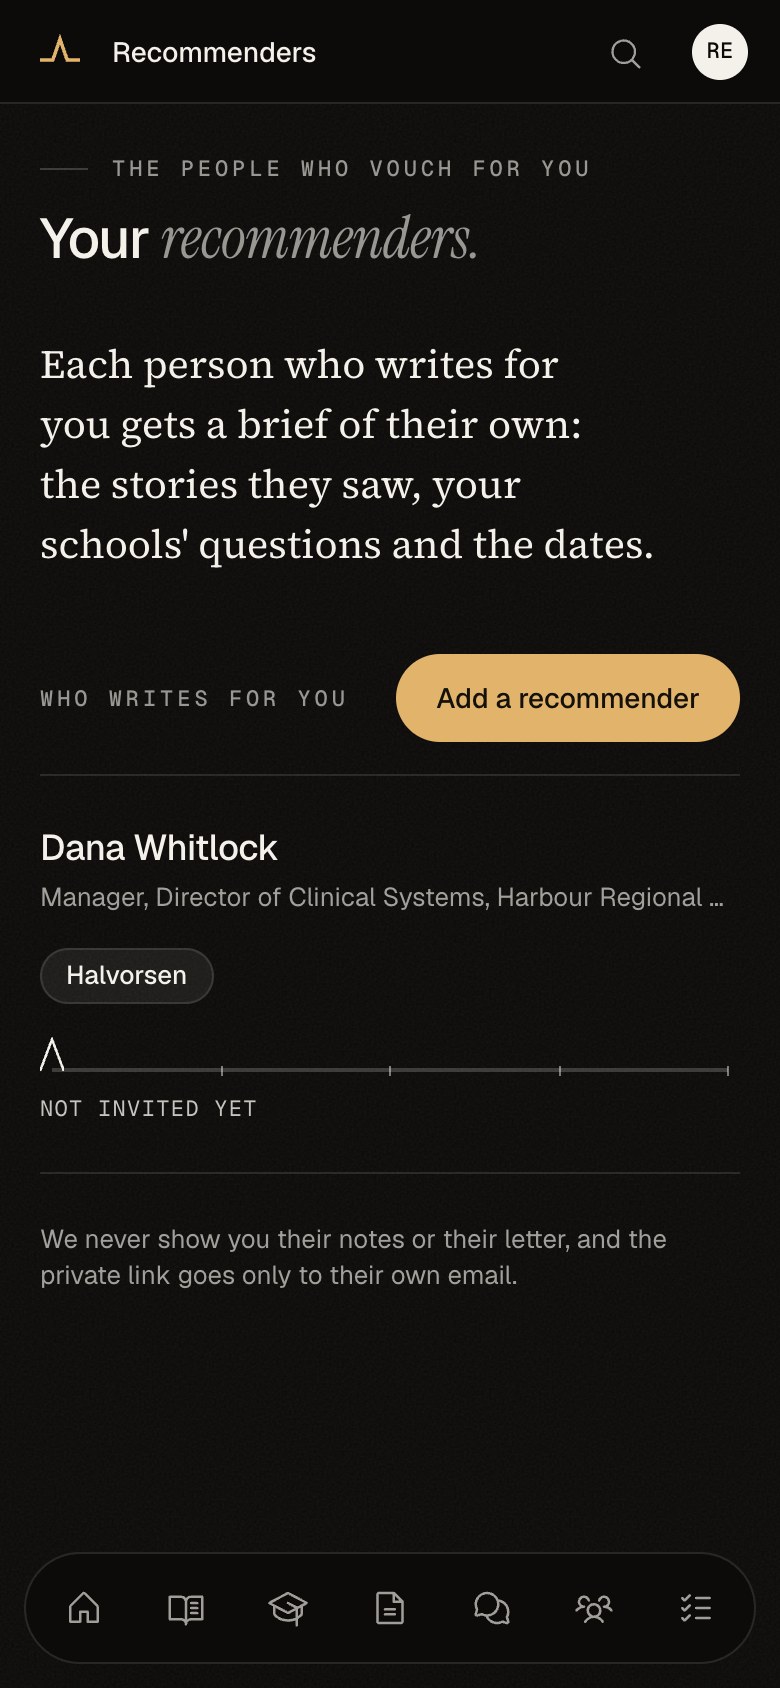 Recommenders
RE
THE PEOPLE WHO VOUCH FOR YOU
Your recommenders.
Each person who writes for
you gets a brief of their own:
the stories they saw, your
schools' questions and the dates.
WHO WRITES FOR YOU
Add a recommender
Dana Whitlock
Manager, Director of Clinical Systems, Harbour Regional ...
Halvorsen
NOT INVITED YET
We never show you their notes or their letter, and the
private link goes only to their own email.